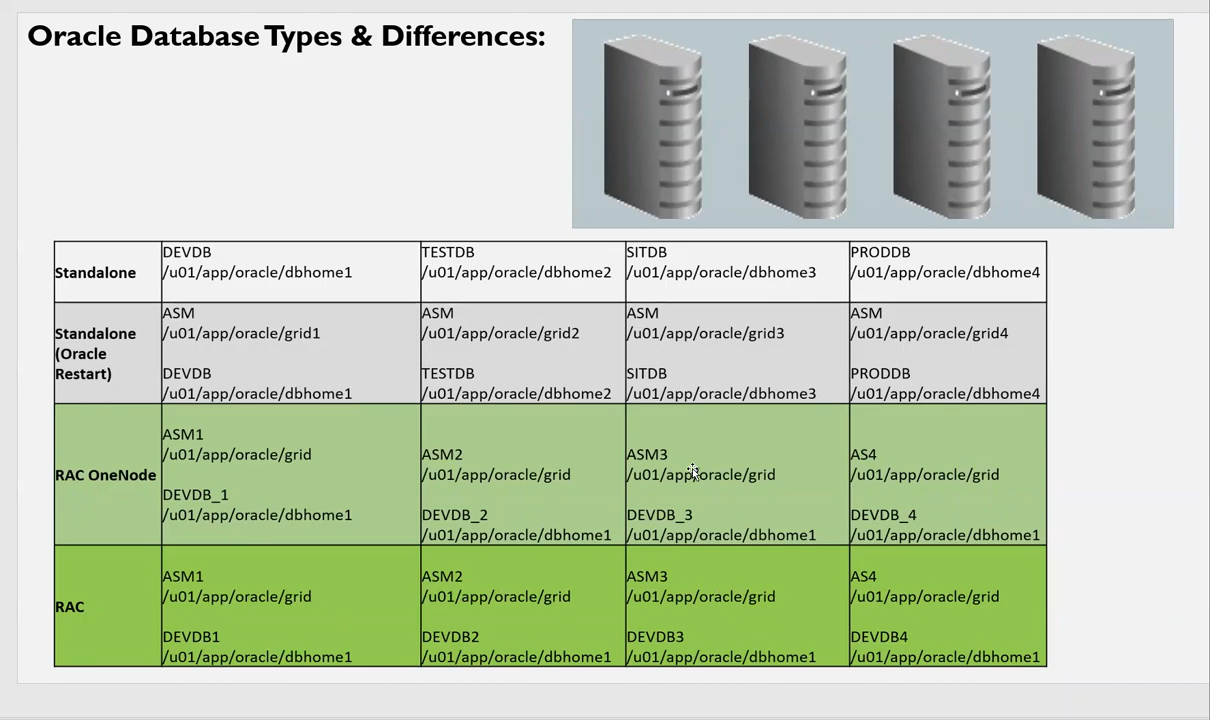 Oracle Database Types & Differences:
Standalone
DEVDB
/u01/app/oracle/dbhome1
TESTDB
/u01/app/oracle/dbhome2
SITDB
/u01/app/oracle/dbhome3
PRODDB
/u01/app/oracle/dbhome4
Standalone
(Oracle
Restart)
ASM
/u01/app/oracle/grid1
DEVDB
/u01/app/oracle/dbhome1
ASM
/u01/app/oracle/grid2
TESTDB
/u01/app/oracle/dbhome2
ASM
/u01/app/oracle/grid3
SITDB
/u01/app/oracle/dbhome3
ASM
/u01/app/oracle/grid4
PRODDB
/u01/app/oracle/dbhome4
RAC OneNode
ASM1
/u01/app/oracle/grid
DEVDB_1
/u01/app/oracle/dbhome1
ASM2
/u01/app/oracle/grid
DEVDB_2
/u01/app/oracle/dbhome1
ASM3
/u01/app/oracle/grid
DEVDB_3
/u01/app/oracle/dbhome1
AS4
/u01/app/oracle/grid
DEVDB_4
/u01/app/oracle/dbhome1
RAC
ASM1
/u01/app/oracle/grid
DEVDB1
/u01/app/oracle/dbhome1
ASM2
/u01/app/oracle/grid
DEVDB2
/u01/app/oracle/dbhome1
ASM3
/u01/app/oracle/grid
DEVDB3
/u01/app/oracle/dbhome1
AS4
/u01/app/oracle/grid
DEVDB4
/u01/app/oracle/dbhome1